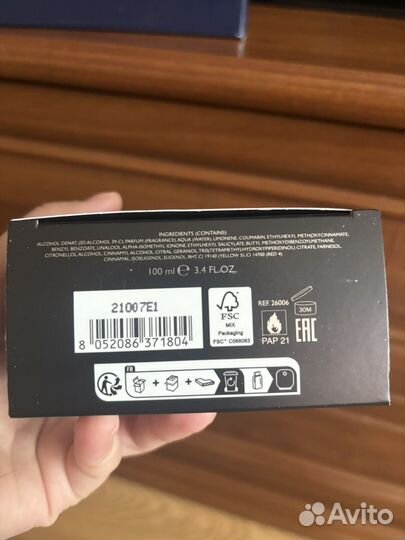 INGREDIENTS (CONTAINS):
ALCOHOL DENAT (SD ALCOHOL 39-C), PARFUM (FRAGRANCE), AQUA (WATER), LIMONENE, COUMARIN, ETHYLHEXYL METHOXYCINNAMATE,
BENZYL BENZOATE, LINALOOL, ALPHA-ISOMETHYL IONONE, ETHYLHEXYL SALICYLATE, BUTYL METHOXYDIBENZOYLMETHANE,
CITRONELLOL, CINNAMYL ALCOHOL, CITRAL, GERANIOL, TRIS(TETRAMETHYLHYDROXYPIPERIDINOL) CITRATE, FARNESOL,
CINNAMAL, ISOEUGENOL, EUGENOL, BHT, CI 19140 (YELLOW 5), CI 14700 (RED 4).
100 ml e 3.4 FL.OZ.
21007E1
8 052086 371804
FSC
MIX
Packaging
FSC™ C068063
REF. 26006
30M
PAP 21
EAC
FR
+ +
Avito